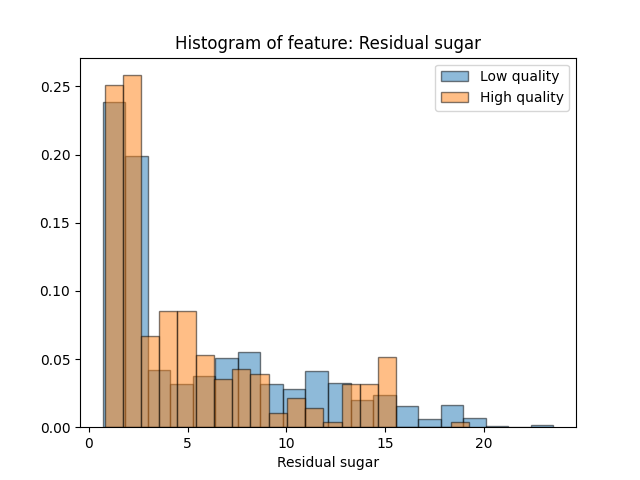 Histogram of feature: Residual sugar
Low quality
High quality
0.25
0.20
0.15
0.10
0.05
0.00
0 5 10 15 20
Residual sugar